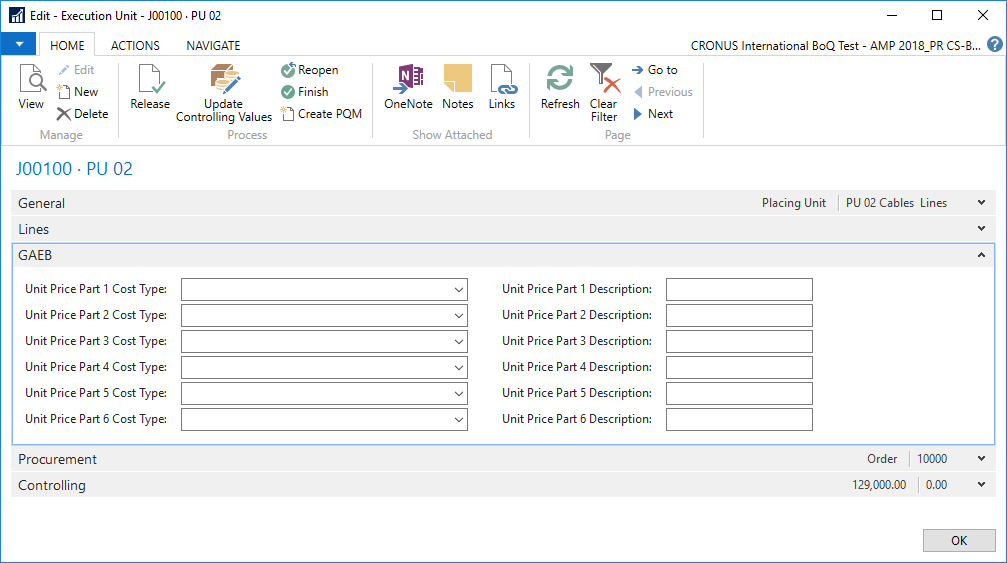 Edit - Execution Unit - J00100 · PU 02
HOME ACTIONS NAVIGATE
CRONUS International BoQ Test - AMP 2018_PR CS-B... ?
View
Edit
New
Delete
Manage
Release
Update
Controlling Values
Reopen
Finish
Create PQM
Process
OneNote
Notes
Links
Show Attached
Refresh
Clear
Filter
Go to
Previous
Next
Page
J00100 · PU 02
General Placing Unit PU 02 Cables Lines
Lines
GAEB
Unit Price Part 1 Cost Type: Unit Price Part 1 Description:
Unit Price Part 2 Cost Type: Unit Price Part 2 Description:
Unit Price Part 3 Cost Type: Unit Price Part 3 Description:
Unit Price Part 4 Cost Type: Unit Price Part 4 Description:
Unit Price Part 5 Cost Type: Unit Price Part 5 Description:
Unit Price Part 6 Cost Type: Unit Price Part 6 Description:
Procurement Order 10000
Controlling 129,000.00 0.00
OK